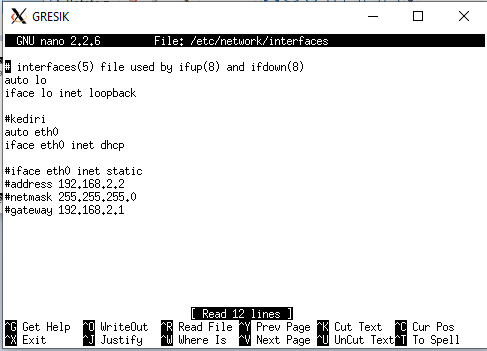 GRESIK
GNU nano 2.2.6 File: /etc/network/interfaces
# interfaces(5) file used by ifup(8) and ifdown(8)
auto lo
iface lo inet loopback
#kediri
auto eth0
iface eth0 inet dhcp
#iface eth0 inet static
#address 192.168.2.2
#netmask 255.255.255.0
#gateway 192.168.2.1
[ Read 12 lines ]
^G Get Help ^O WriteOut ^R Read File ^Y Prev Page ^K Cut Text ^C Cur Pos
^X Exit ^J Justify ^W Where Is ^V Next Page ^U UnCut Text ^T To Spell